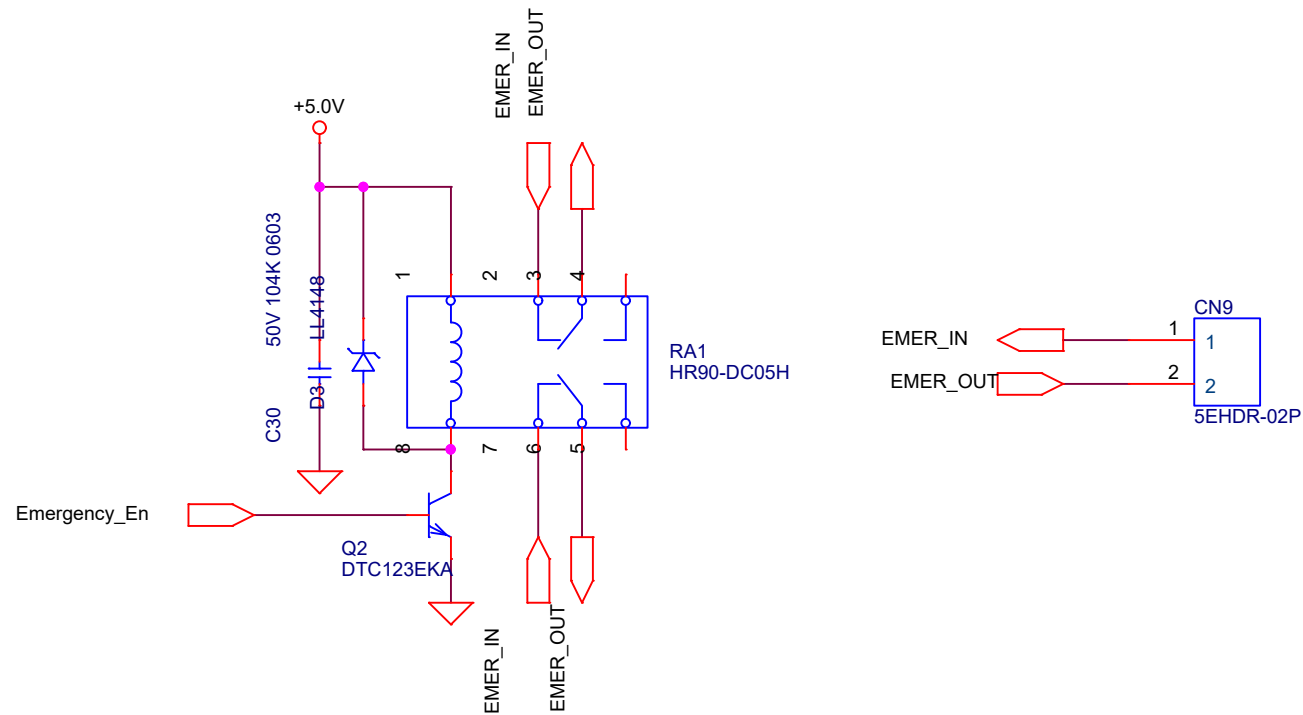 EMER_IN
EMER_OUT
+5.0V
50V 104K 0603
LL4148
C30
D3
1
2
3
4
RA1
HR90-DC05H
8
7
6
5
Emergency_En
Q2
DTC123EKA
EMER_IN
EMER_OUT
CN9
EMER_IN
1
1
EMER_OUT
2
2
5EHDR-02P